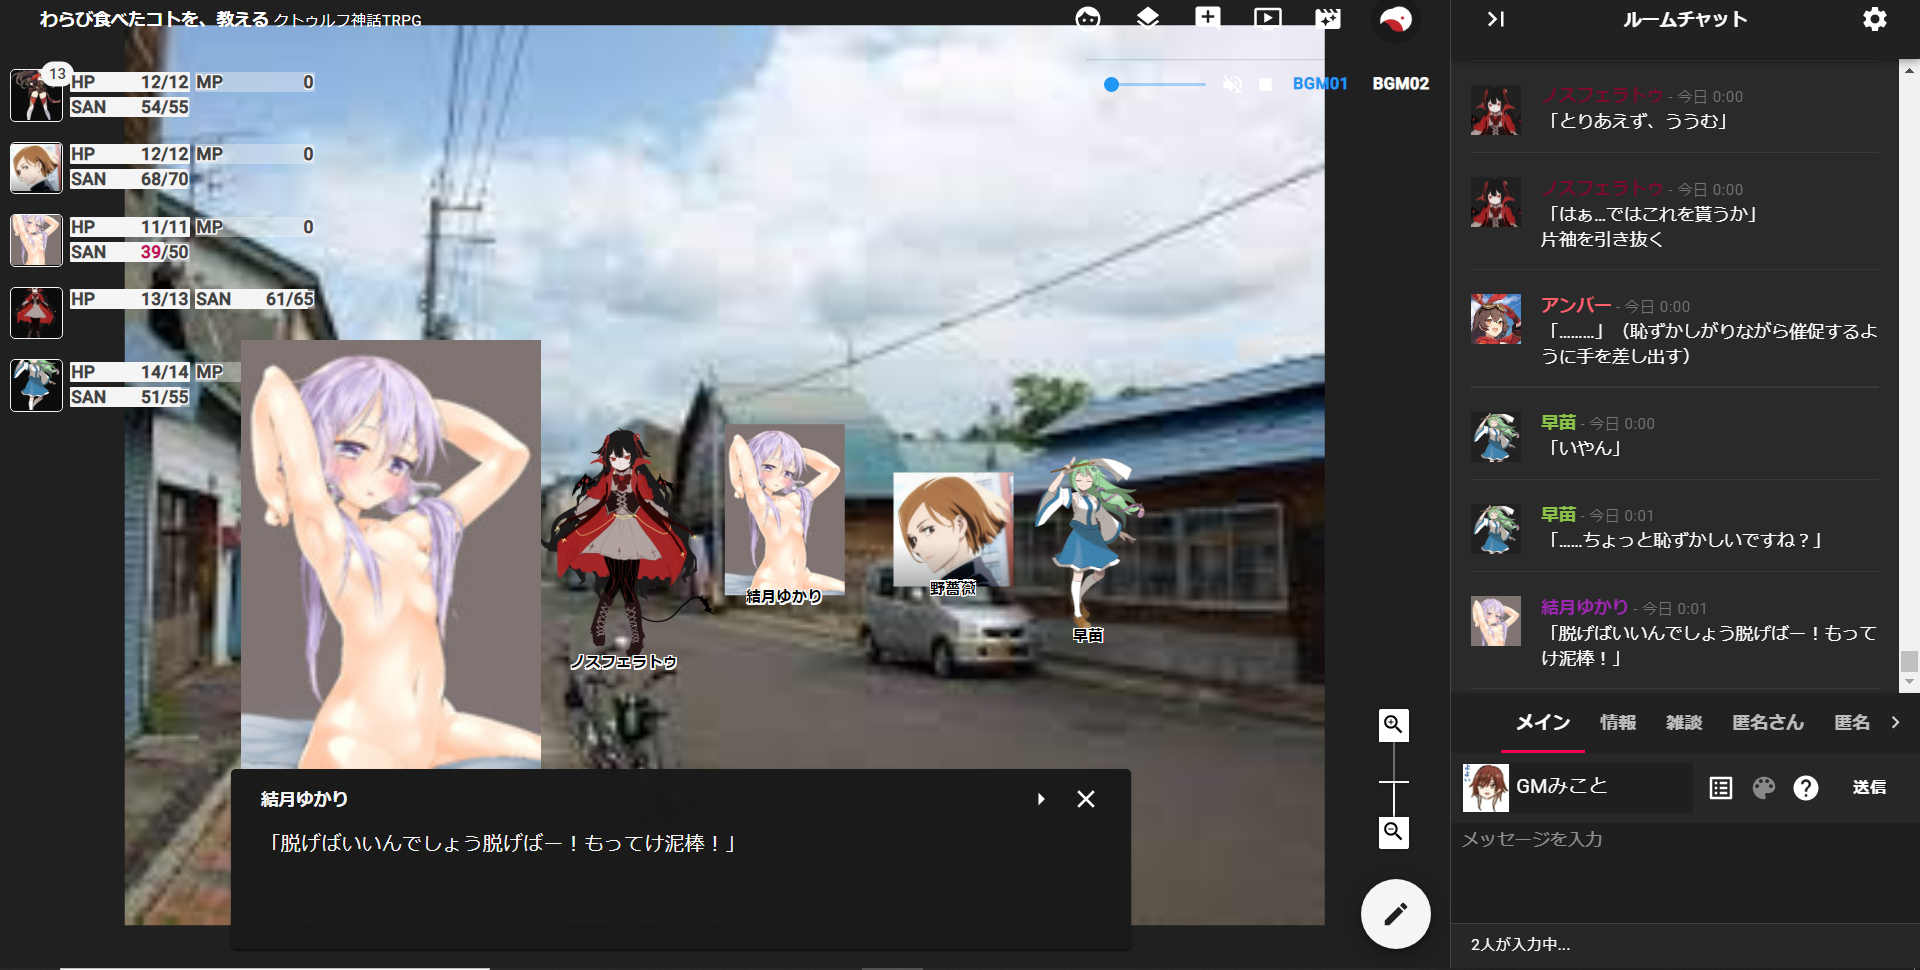 わらび食べたコトを、教える クトゥルフ神話TRPG
13
HP 12/12 MP 0
SAN 54/55
HP 12/12 MP 0
SAN 68/70
HP 11/11 MP 0
SAN 39/50
HP 13/13 SAN 61/65
HP 14/14 MP
SAN 51/55
BGM01 BGM02
ノスフェラトゥ
結月ゆかり
野薔薇
早苗
結月ゆかり
「脱げばいいんでしょう脱げばー！もってけ泥棒！」
ルームチャット
ノスフェラトゥ - 今日 0:00
「とりあえず、ううむ」
ノスフェラトゥ - 今日 0:00
「はぁ...ではこれを貰うか」
片袖を引き抜く
アンバー - 今日 0:00
「.........」（恥ずかしがりながら催促するよ
うに手を差し出す）
早苗 - 今日 0:00
「いやん」
早苗 - 今日 0:01
「......ちょっと恥ずかしいですね？」
結月ゆかり - 今日 0:01
「脱げばいいんでしょう脱げばー！もって
け泥棒！」
メイン 情報 雑談 匿名さん 匿名
GMみこと
送信
メッセージを入力
2人が入力中...